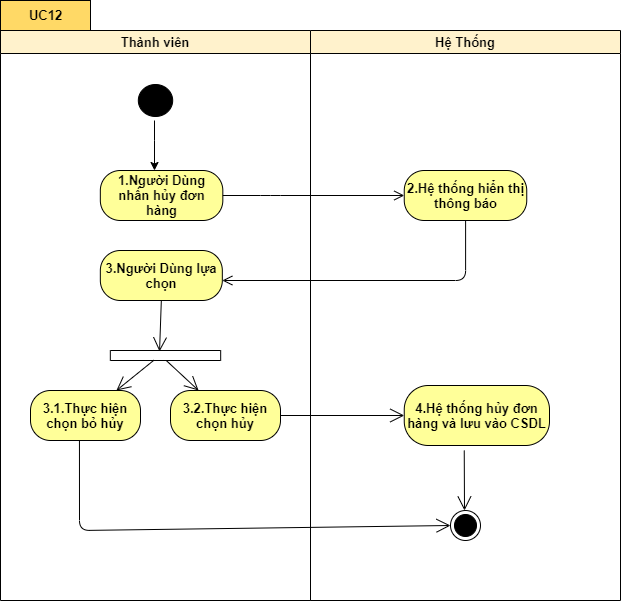 UC12
Thành viên
Hệ Thống
1.Người Dùng
nhấn hủy đơn
hàng
2.Hệ thống hiển thị
thông báo
3.Người Dùng lựa
chọn
3.1.Thực hiện
chọn bỏ hủy
3.2.Thực hiện
chọn hủy
4.Hệ thống hủy đơn
hàng và lưu vào CSDL